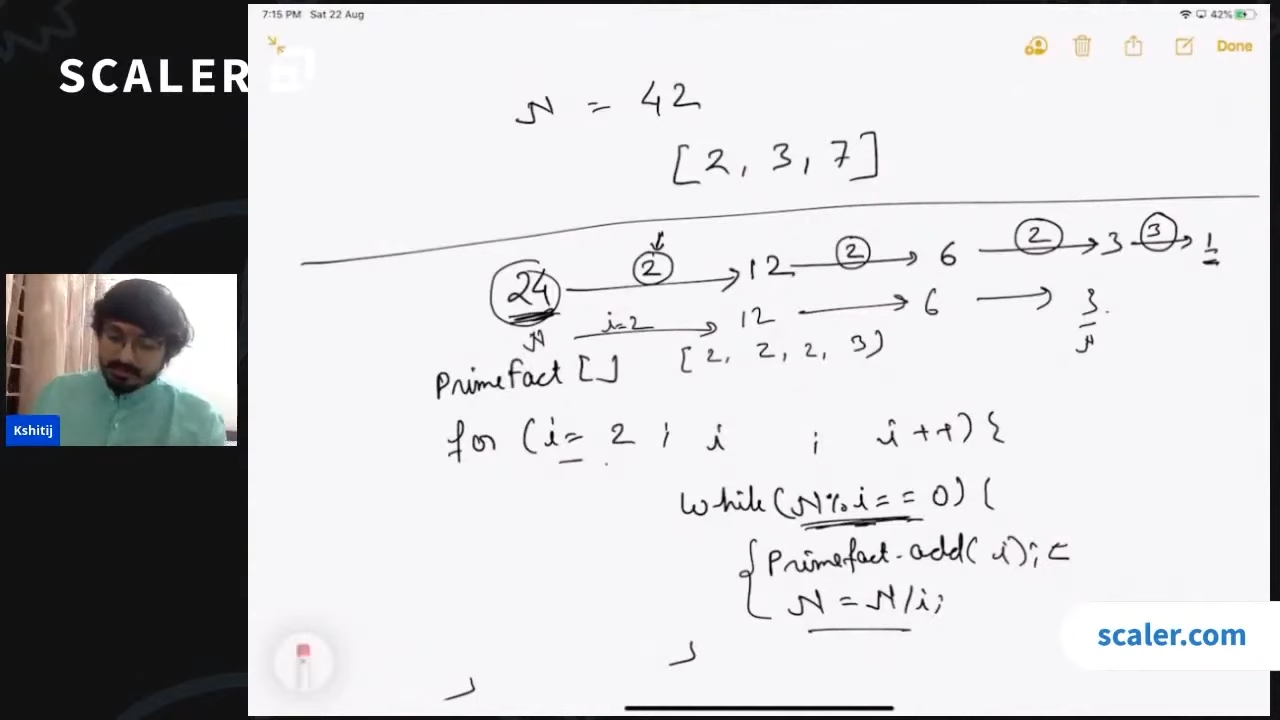 7:15 PM Sat 22 Aug
42%
SCALER
Done
N = 42
[2, 3, 7]
24 2 12 2 6 2 3 3 1
N i=2 12 6 3
N
Primefact [] [2, 2, 2, 3]
for (i = 2 ; i ; i++) {
while (N%i == 0) {
{ Primefact.add(i);
N = N/i;
}
}
Kshitij
scaler.com